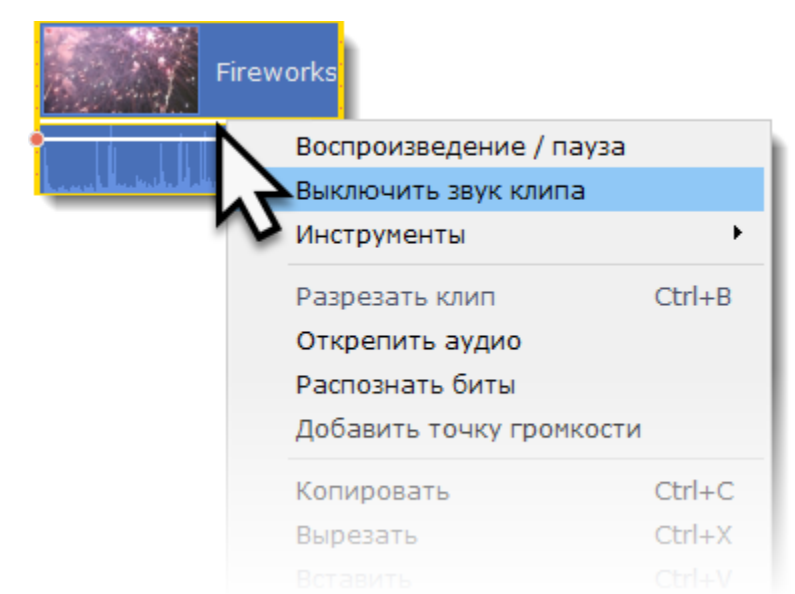 Fireworks
Воспроизведение / пауза
Выключить звук клипа
Инструменты
Разрезать клип Ctrl+B
Открепить аудио
Распознать биты
Добавить точку громкости
Копировать Ctrl+C
Вырезать Ctrl+X
Вставить Ctrl+V